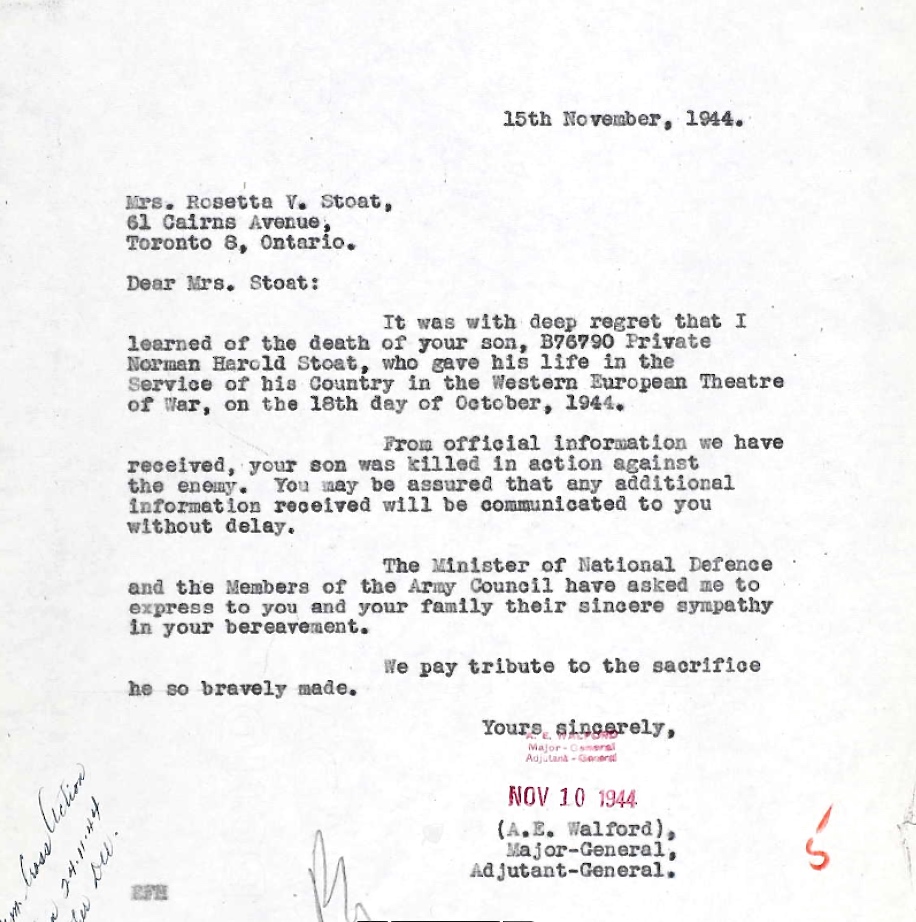 15th November, 1944.
Mrs. Rosetta V. Stoat,
61 Cairns Avenue,
Toronto 8, Ontario.
Dear Mrs. Stoat:
It was with deep regret that I
learned of the death of your son, B76790 Private
Norman Harold Stoat, who gave his life in the
Service of his Country in the Western European Theatre
of War, on the 18th day of October, 1944.
From official information we have
received, your son was killed in action against
the enemy. You may be assured that any additional
information received will be communicated to you
without delay.
The Minister of National Defence
and the Members of the Army Council have asked me to
express to you and your family their sincere sympathy
in your bereavement.
We pay tribute to the sacrifice
he so bravely made.
Yours sincerely,
A. E. WALFORD
Major-General
Adjutant-General
NOV 10 1944
(A.E. Walford),
Major-General,
Adjutant-General.
5
Cross Action
24.11.44